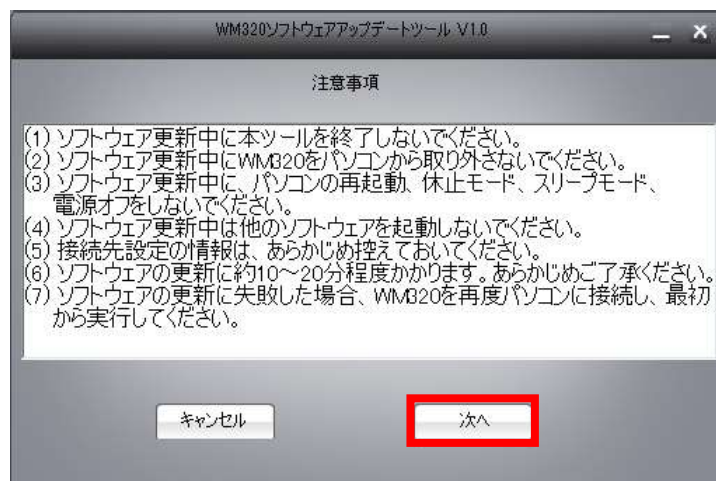 WM320ソフトウェアアップデートツール V1.0
注意事項
(1) ソフトウェア更新中に本ツールを終了しないでください。
(2) ソフトウェア更新中にWM320をパソコンから取り外さないでください。
(3) ソフトウェア更新中に、パソコンの再起動、休止モード、スリープモード、
電源オフをしないでください。
(4) ソフトウェア更新中は他のソフトウェアを起動しないでください。
(5) 接続先設定の情報は、あらかじめ控えておいてください。
(6) ソフトウェアの更新に約10～20分程度かかります。あらかじめご了承ください。
(7) ソフトウェアの更新に失敗した場合、WM320を再度パソコンに接続し、最初
から実行してください。
キャンセル
次へ